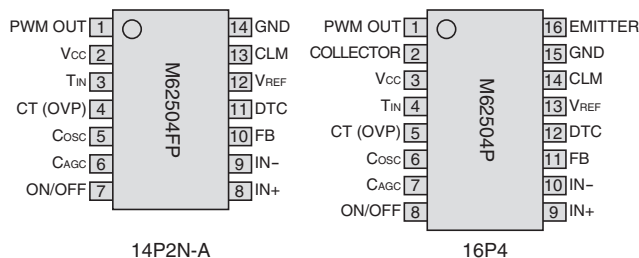 PWM OUT 1 14 GND
VCC 2 13 CLM
TIN 3 12 VREF
CT (OVP) 4 11 DTC
COSC 5 10 FB
CAGC 6 9 IN−
ON/OFF 7 8 IN+
M62504FP
14P2N-A
PWM OUT 1 16 EMITTER
COLLECTOR 2 15 GND
VCC 3 14 CLM
TIN 4 13 VREF
CT (OVP) 5 12 DTC
COSC 6 11 FB
CAGC 7 10 IN−
ON/OFF 8 9 IN+
M62504P
16P4